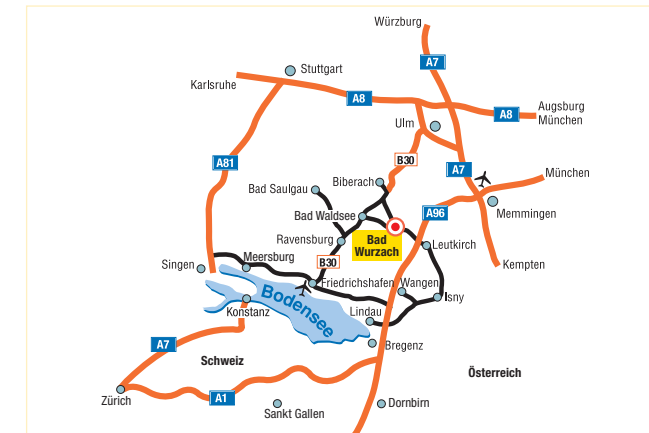 Würzburg
A7
Stuttgart
Karlsruhe
A8
A8
Augsburg
München
Ulm
B30
A81
A7
München
Biberach
Bad Saulgau
Memmingen
A96
Bad Waldsee
Ravensburg
Bad
Wurzach
Leutkirch
Meersburg
Singen
B30
Kempten
Friedrichshafen
Wangen
Isny
Bodensee
Konstanz
Lindau
A7
Bregenz
Schweiz
Österreich
Zürich
A1
Sankt Gallen
Dornbirn